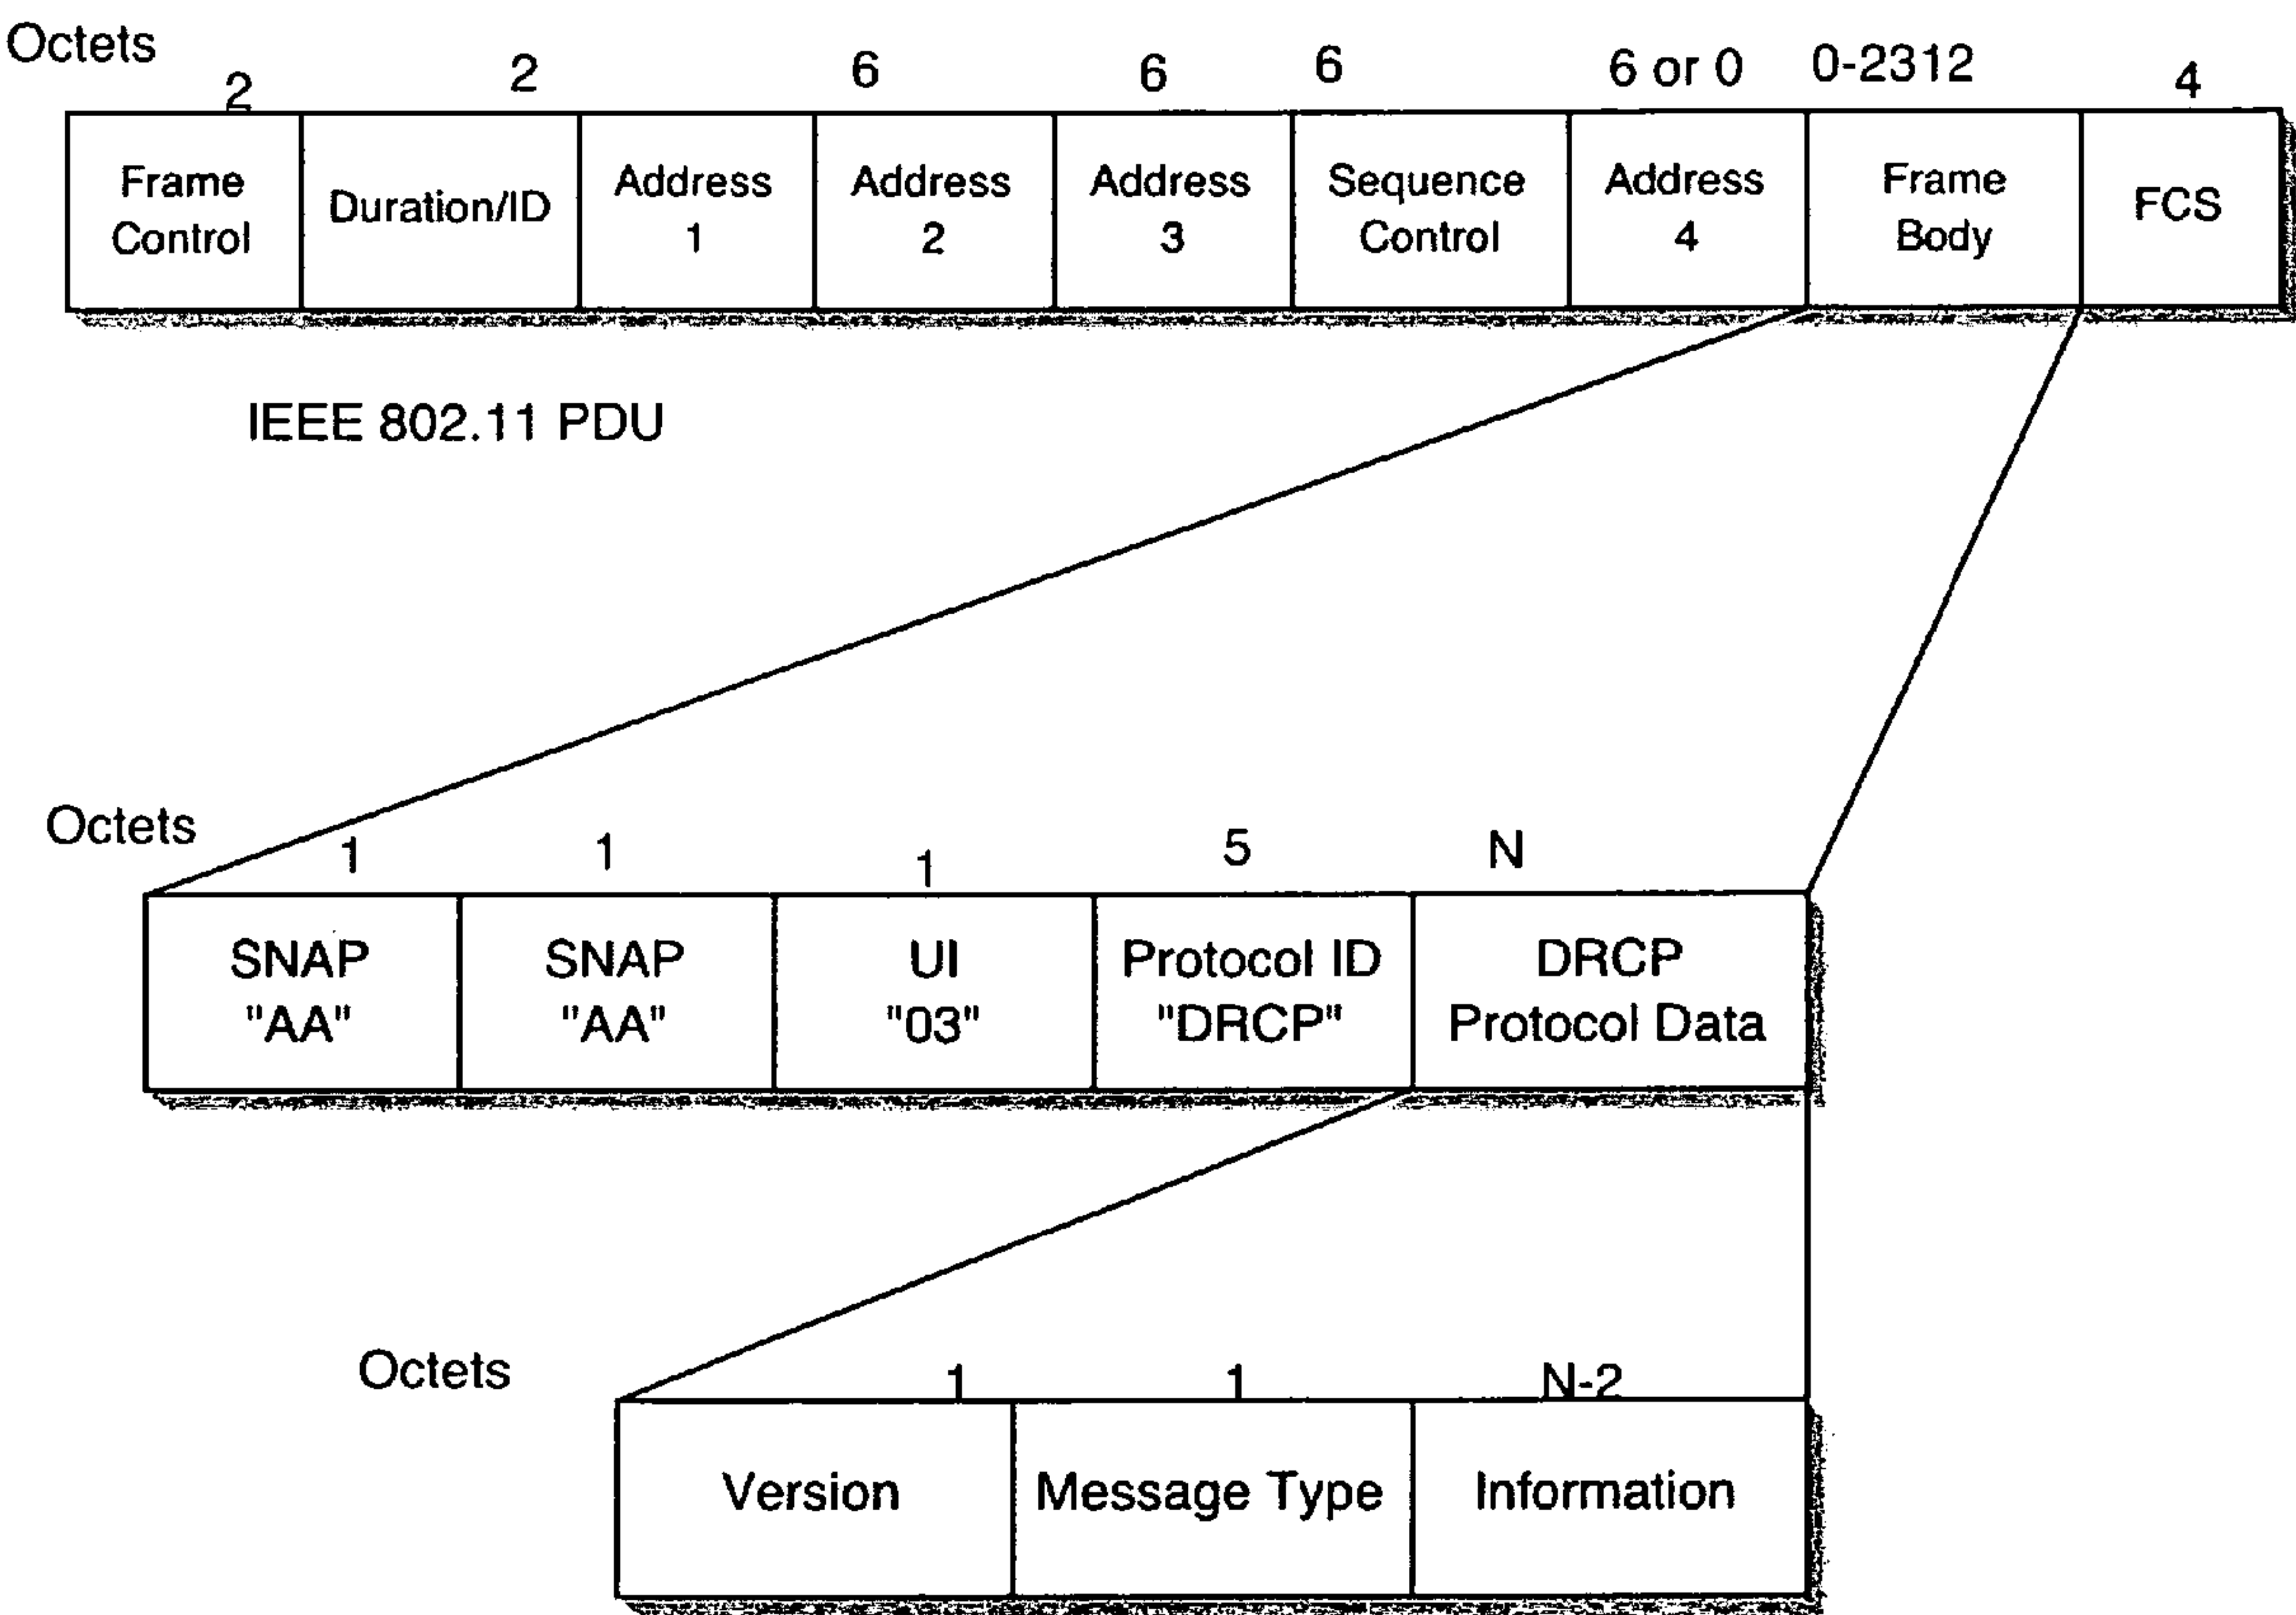 Octets
2 2 6 6 6 6 or 0 0-2312 4
Frame Control
Duration/ID
Address 1
Address 2
Address 3
Sequence Control
Address 4
Frame Body
FCS
IEEE 802.11 PDU
Octets
1 1 1 5 N
SNAP "AA"
SNAP "AA"
UI "03"
Protocol ID "DRCP"
DRCP Protocol Data
Octets
1 1 N-2
Version
Message Type
Information